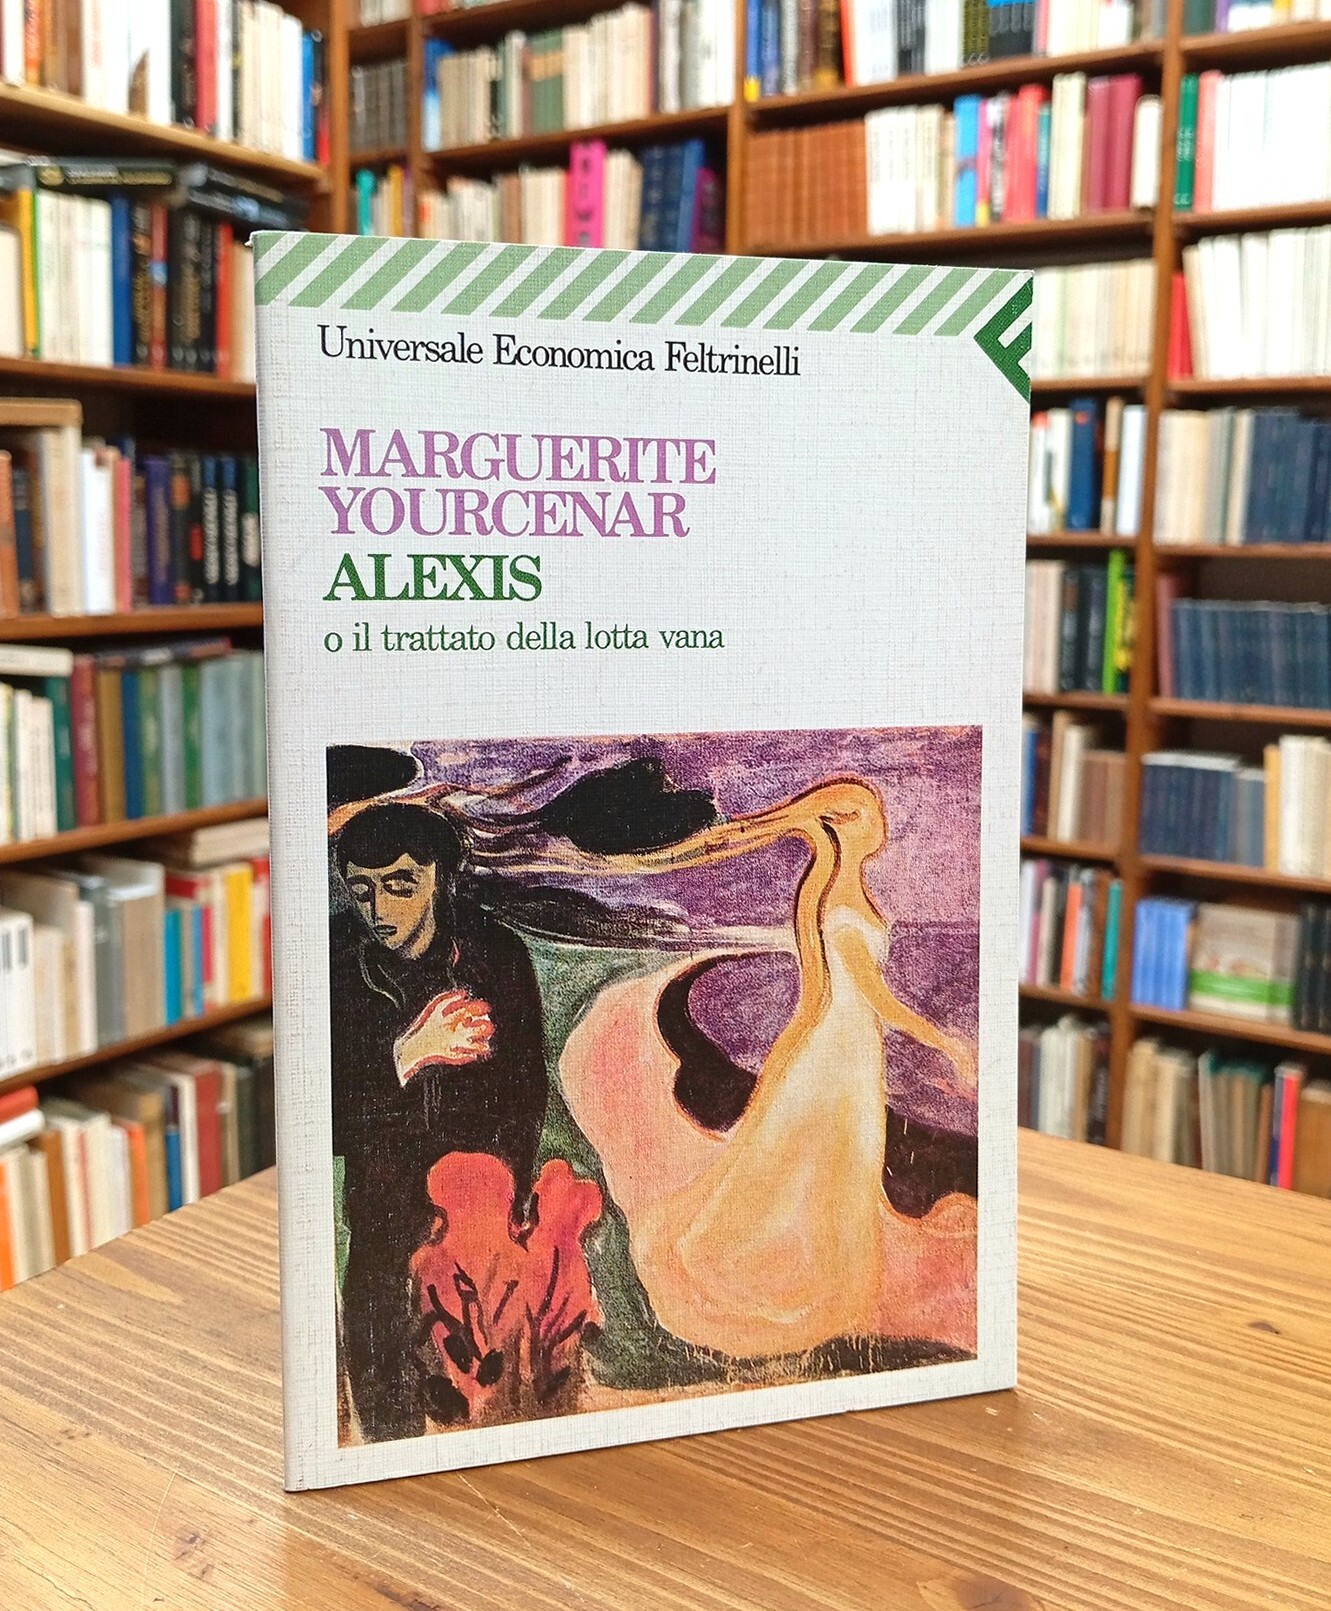 Universale Economica Feltrinelli
MARGUERITE
YOURCENAR
ALEXIS
o il trattato della lotta vana